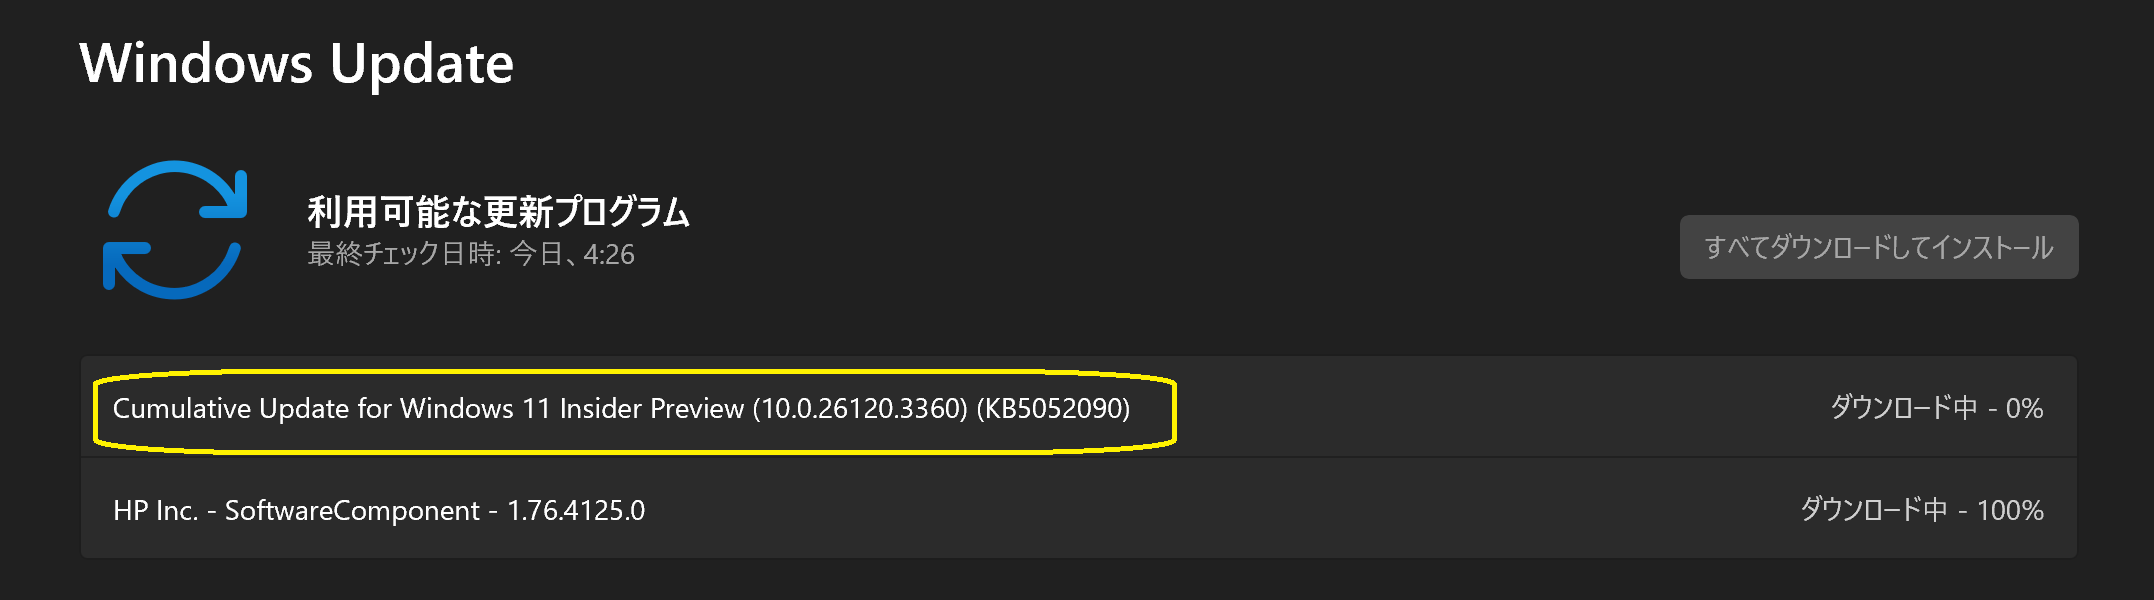 Windows Update
利用可能な更新プログラム
最終チェック日時: 今日、4:26
すべてダウンロードしてインストール
Cumulative Update for Windows 11 Insider Preview (10.0.26120.3360) (KB5052090)
ダウンロード中 - 0%
HP Inc. - SoftwareComponent - 1.76.4125.0
ダウンロード中 - 100%